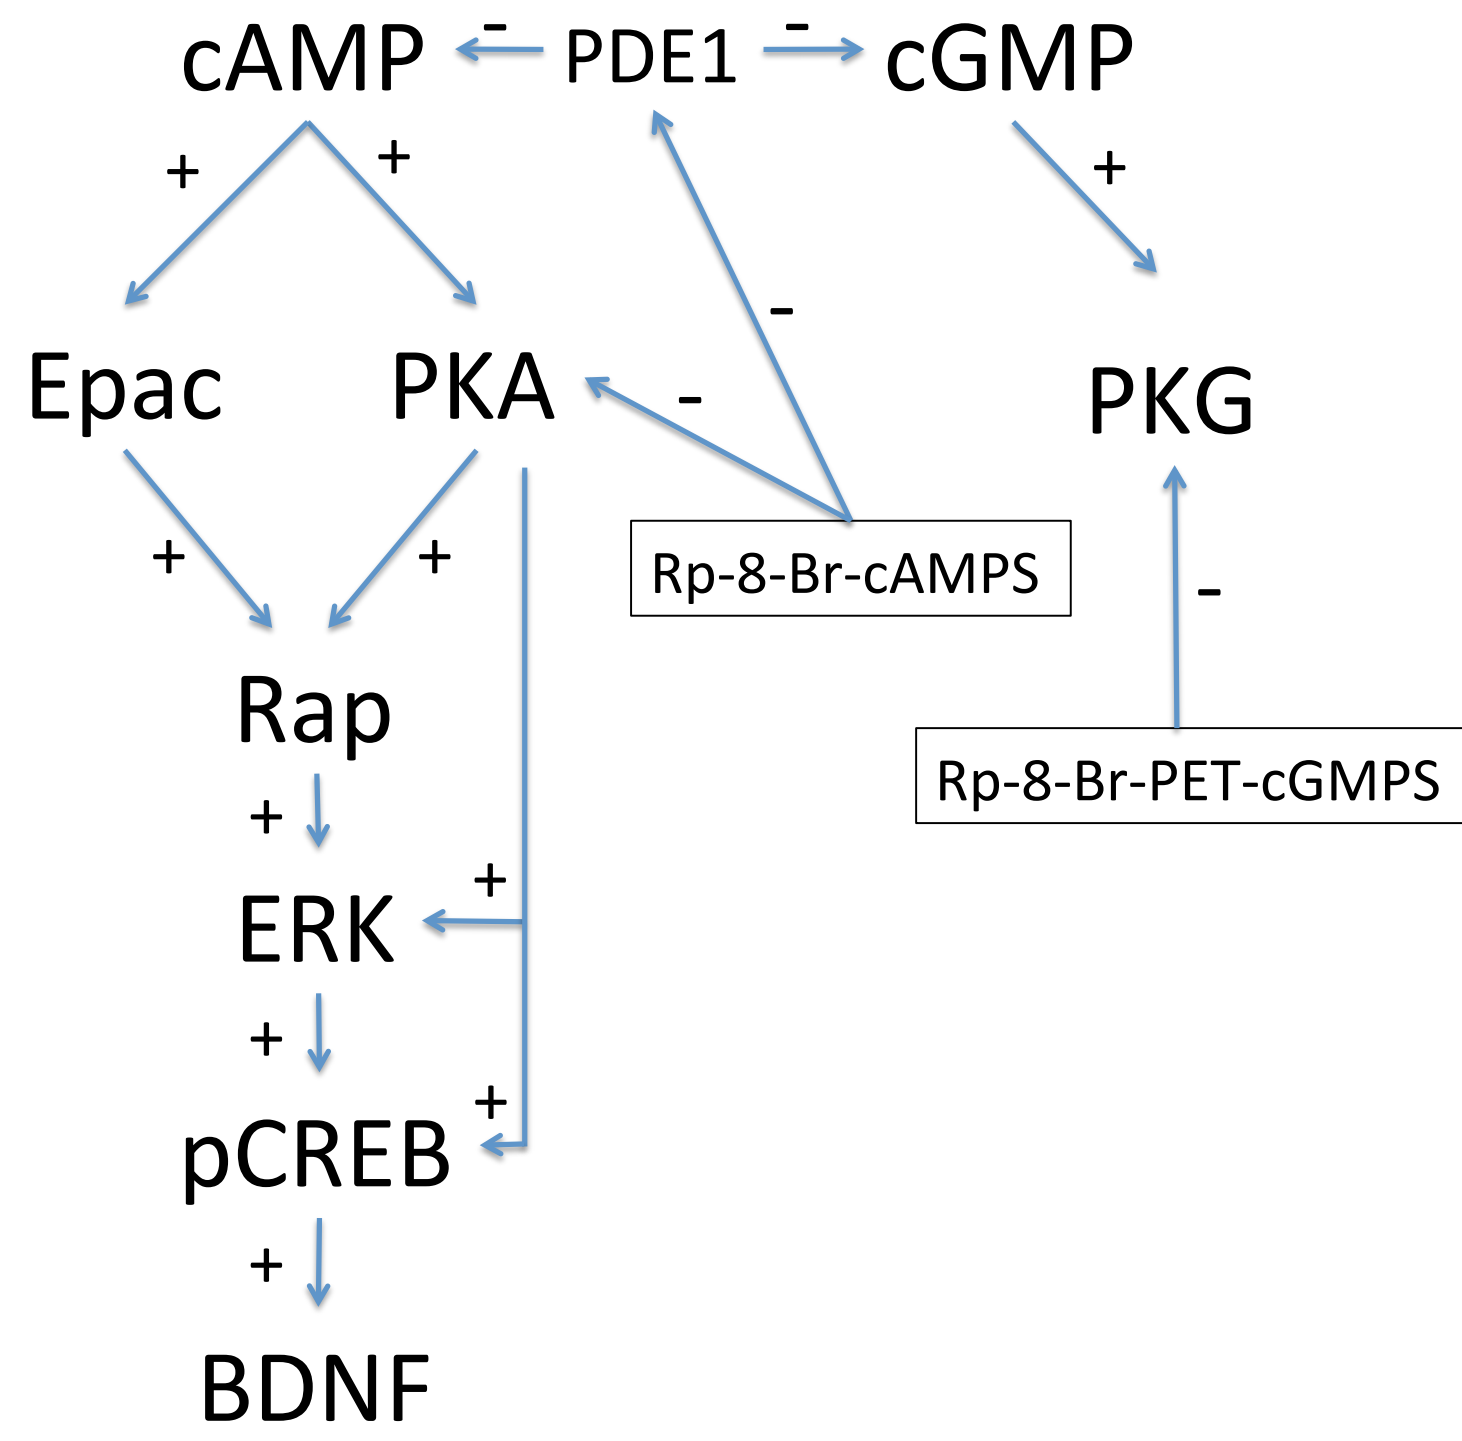 cAMP - PDE1 - cGMP
+ + +
-
Epac PKA - PKG
+ + Rp-8-Br-cAMPS -
Rap
+ Rp-8-Br-PET-cGMPS
+
ERK
+
+
pCREB
+
BDNF